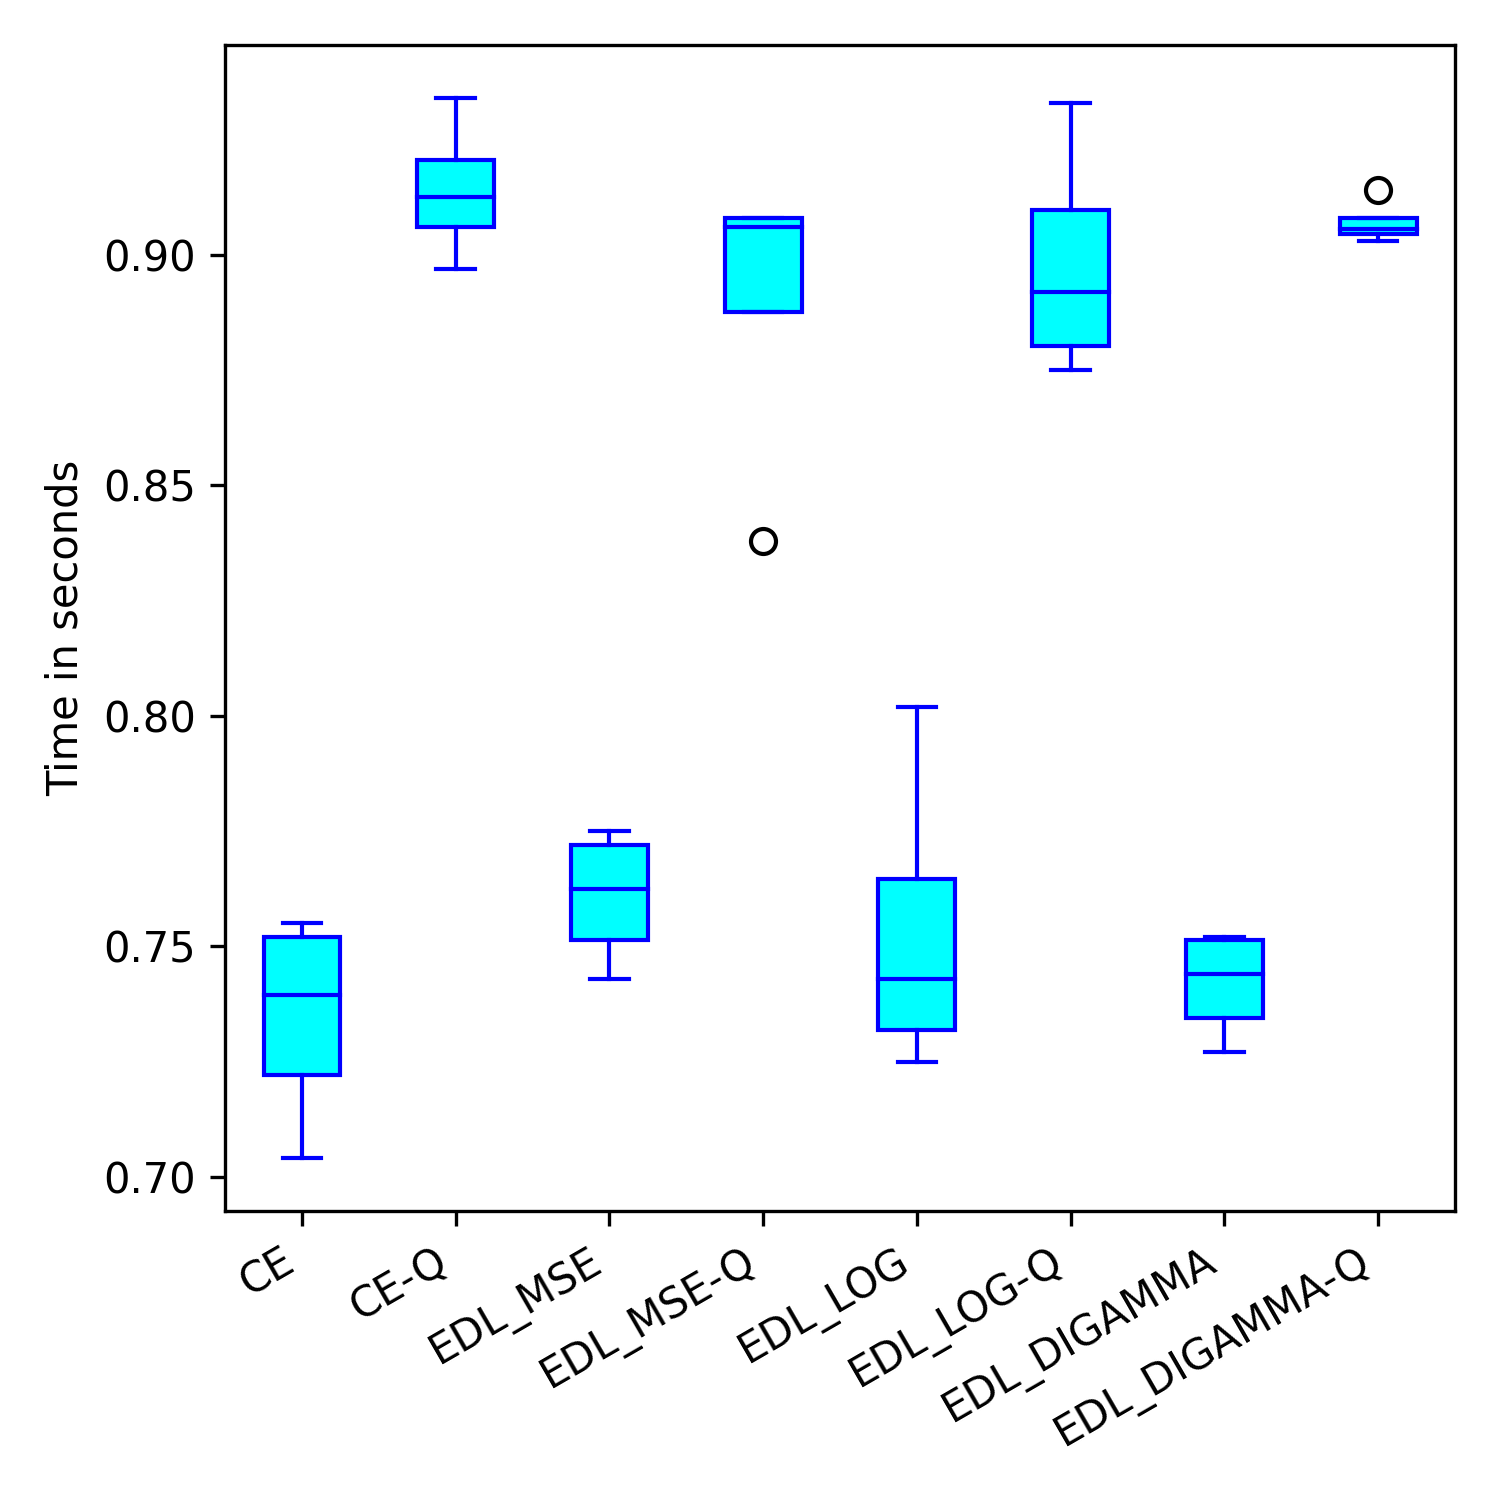 Time in seconds
0.90
0.85
0.80
0.75
0.70
CE
CE-Q
EDL_MSE
EDL_MSE-Q
EDL_LOG
EDL_LOG-Q
EDL_DIGAMMA
EDL_DIGAMMA-Q